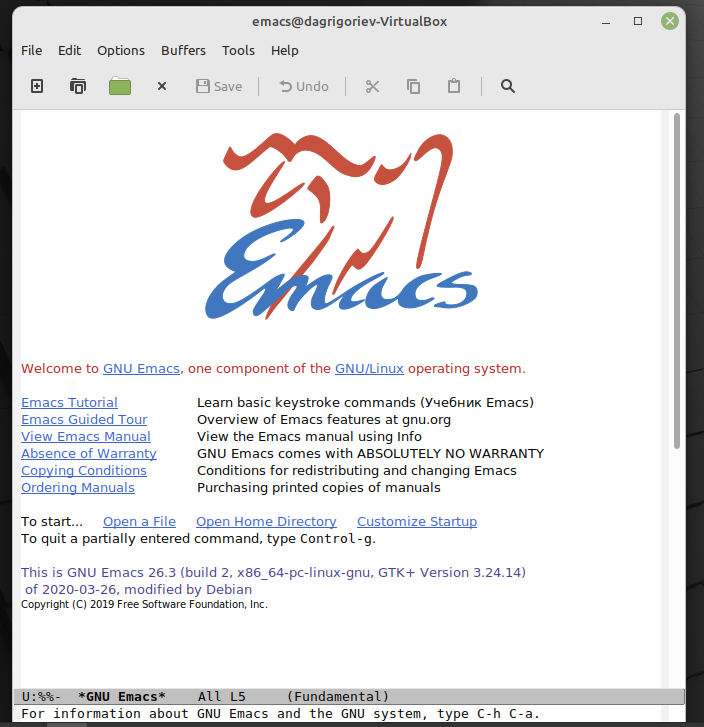 emacs@dagrigoriev-VirtualBox
File Edit Options Buffers Tools Help
Save Undo
Emacs
Welcome to GNU Emacs, one component of the GNU/Linux operating system.
Emacs Tutorial Learn basic keystroke commands (Учебник Emacs)
Emacs Guided Tour Overview of Emacs features at gnu.org
View Emacs Manual View the Emacs manual using Info
Absence of Warranty GNU Emacs comes with ABSOLUTELY NO WARRANTY
Copying Conditions Conditions for redistributing and changing Emacs
Ordering Manuals Purchasing printed copies of manuals
To start... Open a File Open Home Directory Customize Startup
To quit a partially entered command, type Control-g.
This is GNU Emacs 26.3 (build 2, x86_64-pc-linux-gnu, GTK+ Version 3.24.14)
of 2020-03-26, modified by Debian
Copyright (C) 2019 Free Software Foundation, Inc.
U:%%- *GNU Emacs* All L5 (Fundamental)
For information about GNU Emacs and the GNU system, type C-h C-a.